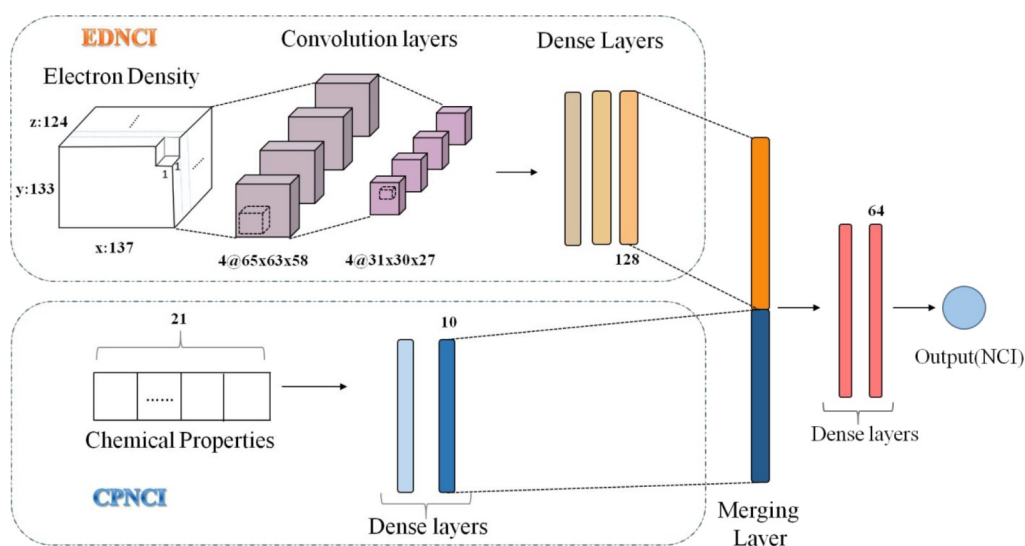 EDNCI
Convolution layers
Dense Layers
Electron Density
z:124
......
1
1
......
y:133
x:137
4@65x63x58
4@31x30x27
128
64
Output(NCI)
Dense layers
21
10
......
Chemical Properties
CPNCI
Dense layers
Merging
Layer